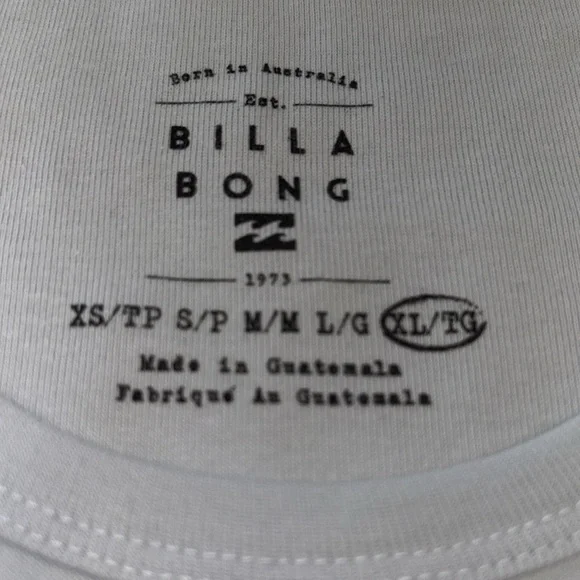 Born in Australia
Est.
BILLA
BONG
1973
XS/TP S/P M/M L/G XL/TG
Made in Guatemala
Fabriqué Au Guatemala